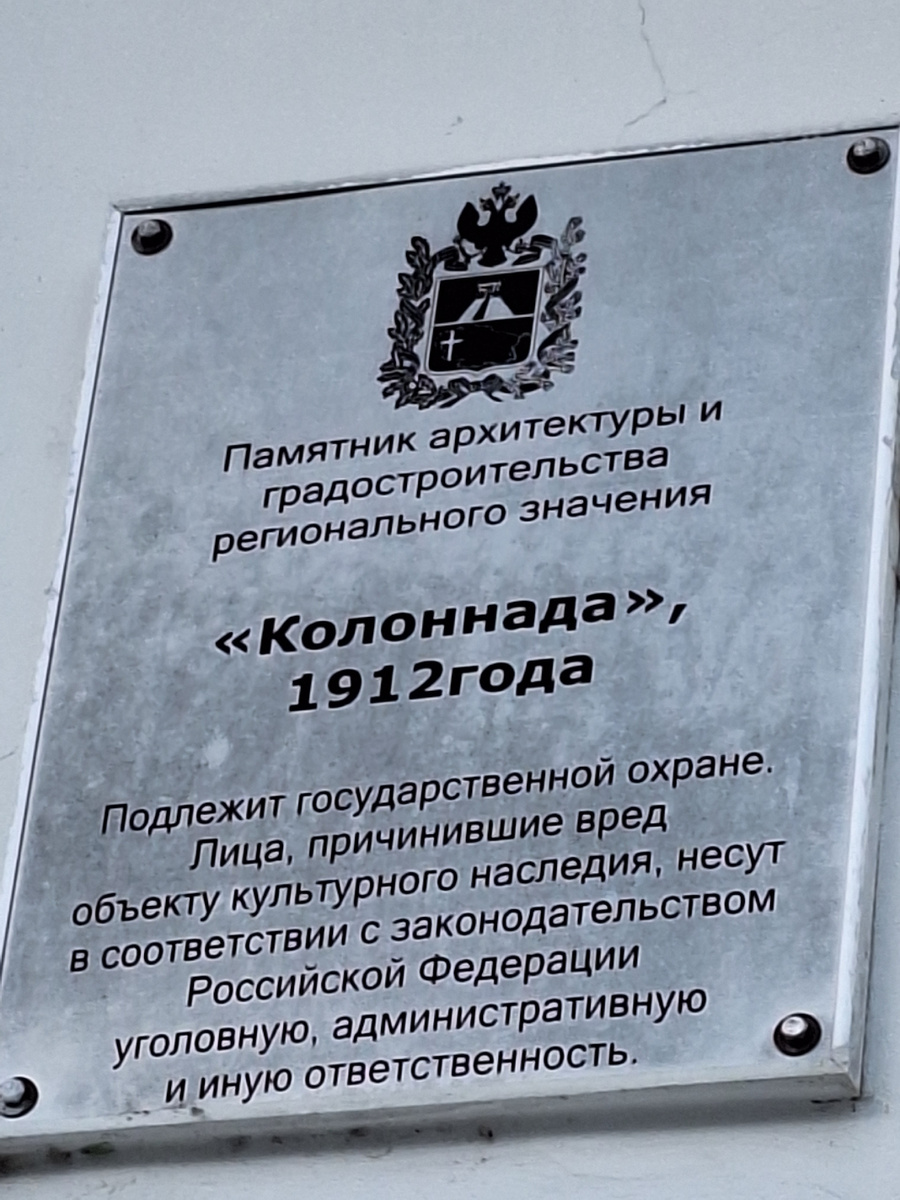 Памятник архитектуры и
градостроительства
регионального значения
«Колоннада»,
1912года
Подлежит государственной охране.
Лица, причинившие вред
объекту культурного наследия, несут
в соответствии с законодательством
Российской Федерации
уголовную, административную
и иную ответственность.